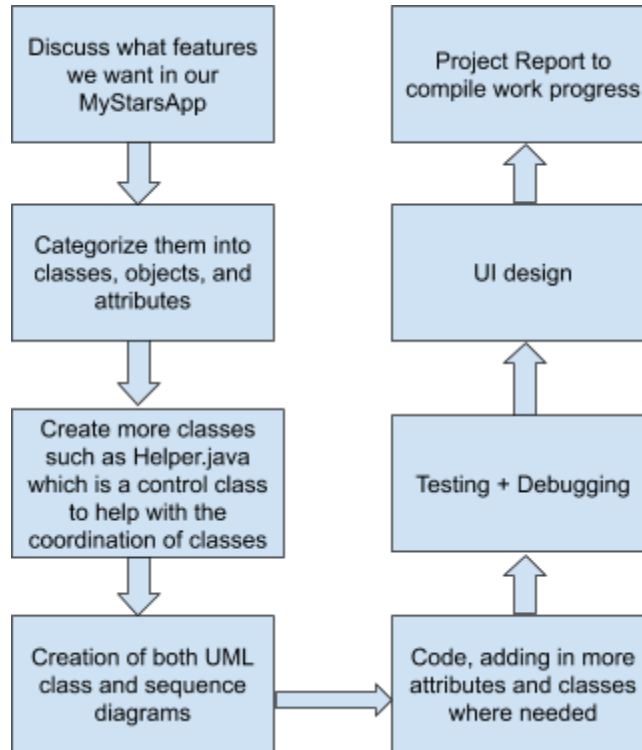 Discuss what features
we want in our
MyStarsApp
Categorize them into
classes, objects, and
attributes
Create more classes
such as Helper.java
which is a control class
to help with the
coordination of classes
Creation of both UML
class and sequence
diagrams
Code, adding in more
attributes and classes
where needed
Testing + Debugging
UI design
Project Report to
compile work progress